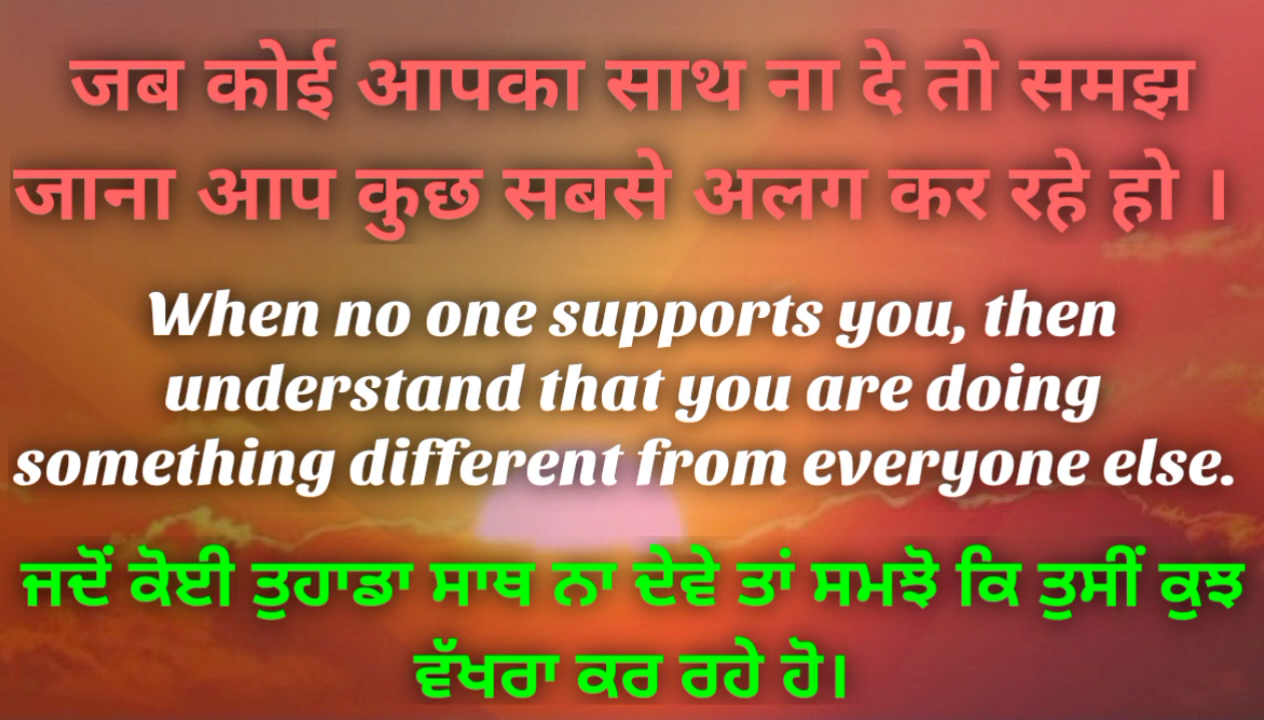 जब कोई आपका साथ ना दे तो समझ
जाना आप कुछ सबसे अलग कर रहे हो ।
When no one supports you, then
understand that you are doing
something different from everyone else.
ਜਦੋਂ ਕੋਈ ਤੁਹਾਡਾ ਸਾਥ ਨਾ ਦੇਵੇ ਤਾਂ ਸਮਝੋ ਕਿ ਤੁਸੀਂ ਕੁਝ
ਵੱਖਰਾ ਕਰ ਰਹੇ ਹੋ।